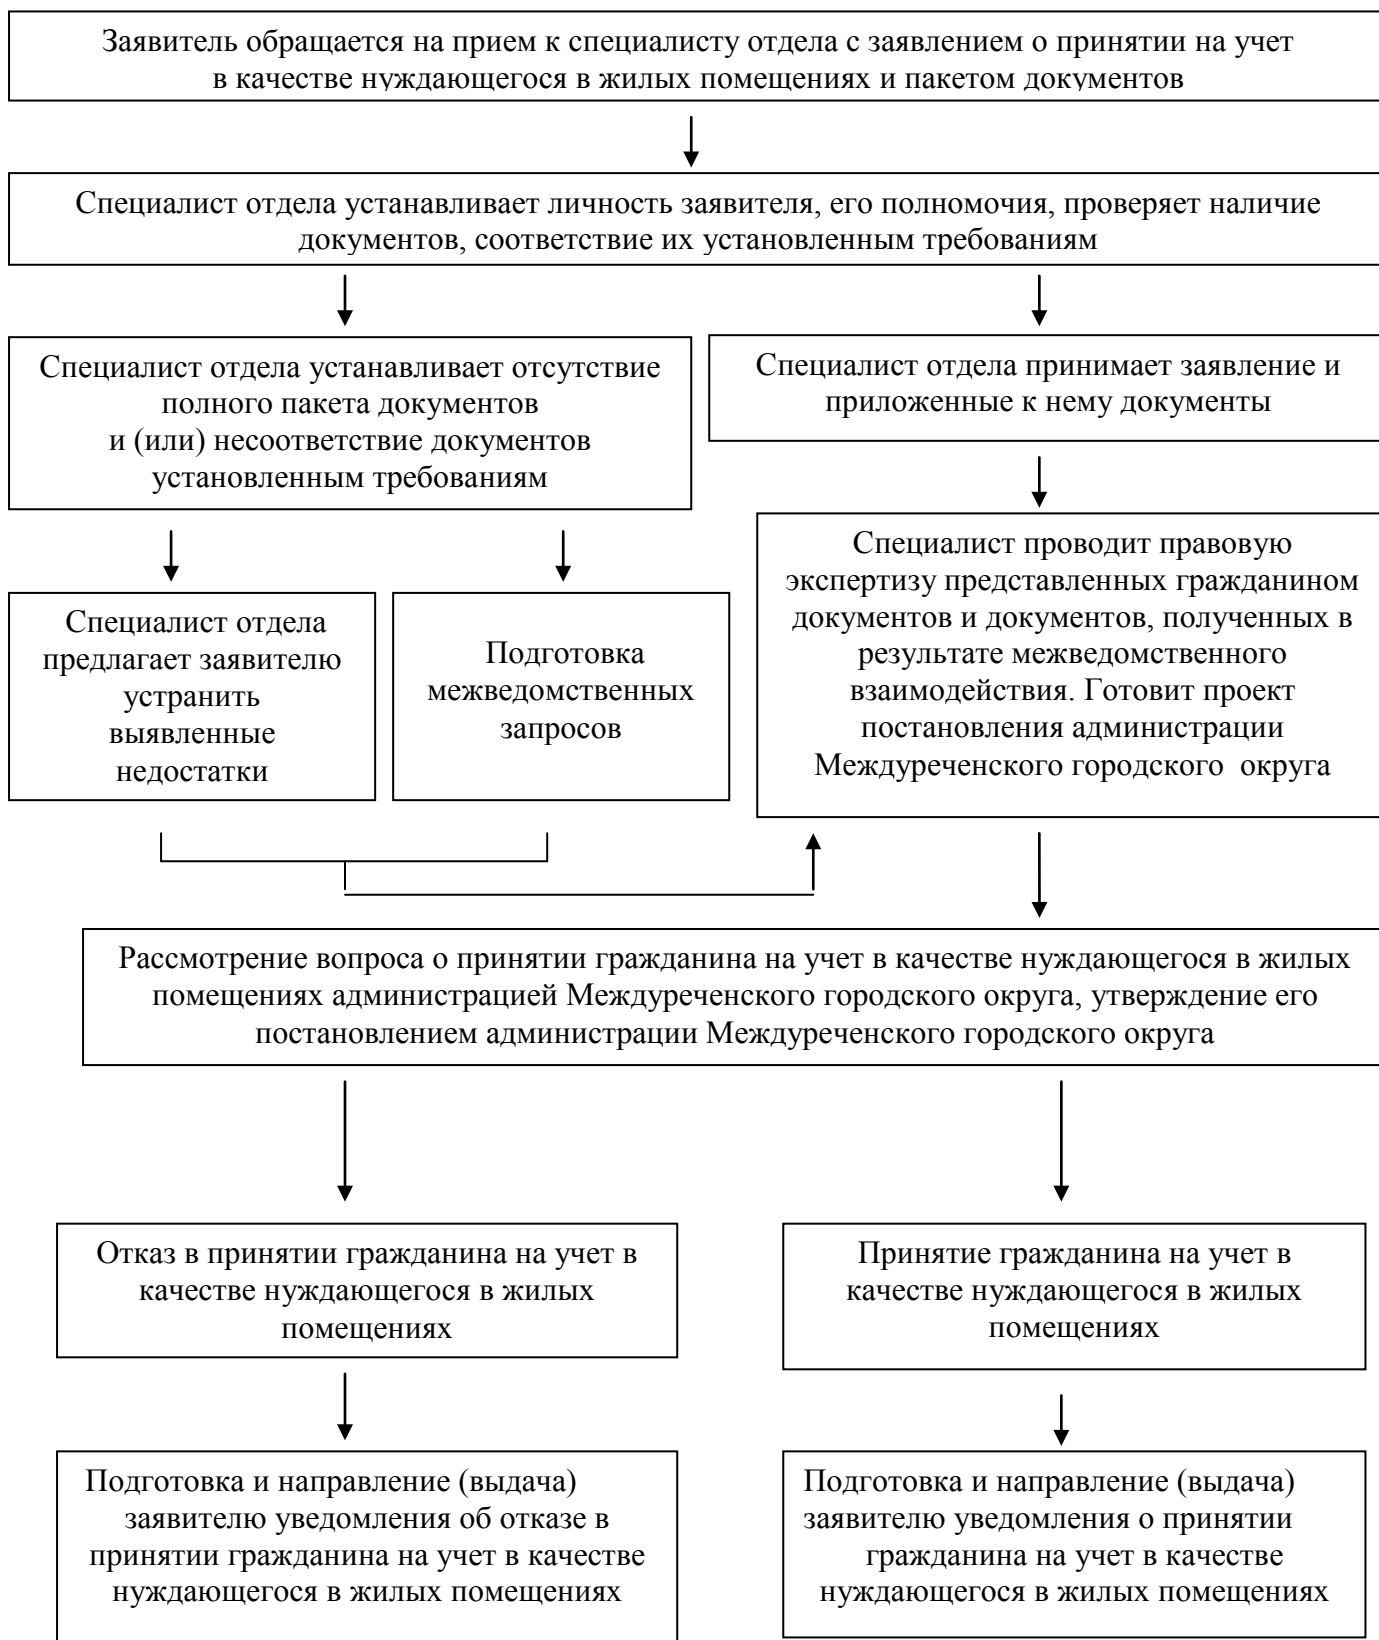 Заявитель обращается на прием к специалисту отдела с заявлением о принятии на учет
в качестве нуждающегося в жилых помещениях и пакетом документов
Специалист отдела устанавливает личность заявителя, его полномочия, проверяет наличие
документов, соответствие их установленным требованиям
Специалист отдела устанавливает отсутствие
полного пакета документов
и (или) несоответствие документов
установленным требованиям
Специалист отдела принимает заявление и
приложенные к нему документы
Специалист отдела
предлагает заявителю
устранить
выявленные
недостатки
Подготовка
межведомственных
запросов
Специалист проводит правовую
экспертизу представленных гражданином
документов и документов, полученных в
результате межведомственного
взаимодействия. Готовит проект
постановления администрации
Междуреченского городского округа
Рассмотрение вопроса о принятии гражданина на учет в качестве нуждающегося в жилых
помещениях администрацией Междуреченского городского округа, утверждение его
постановлением администрации Междуреченского городского округа
Отказ в принятии гражданина на учет в
качестве нуждающегося в жилых
помещениях
Принятие гражданина на учет в
качестве нуждающегося в жилых
помещениях
Подготовка и направление (выдача)
заявителю уведомления об отказе в
принятии гражданина на учет в качестве
нуждающегося в жилых помещениях
Подготовка и направление (выдача)
заявителю уведомления о принятии
гражданина на учет в качестве
нуждающегося в жилых помещениях